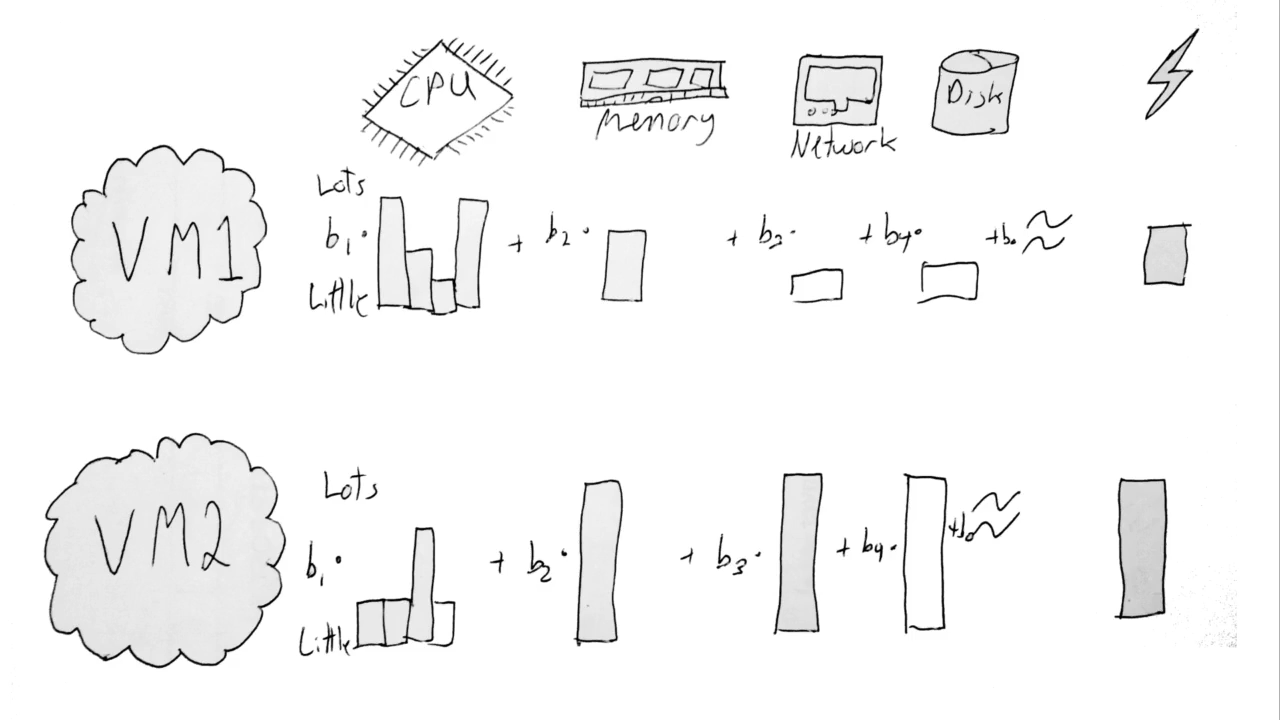 CPU
Memory
Network
Disk
VM1
Lots
b1· + b2· + b3· + b4· + b0
Little
VM2
Lots
b1· + b2· + b3· + b4· + b0
Little